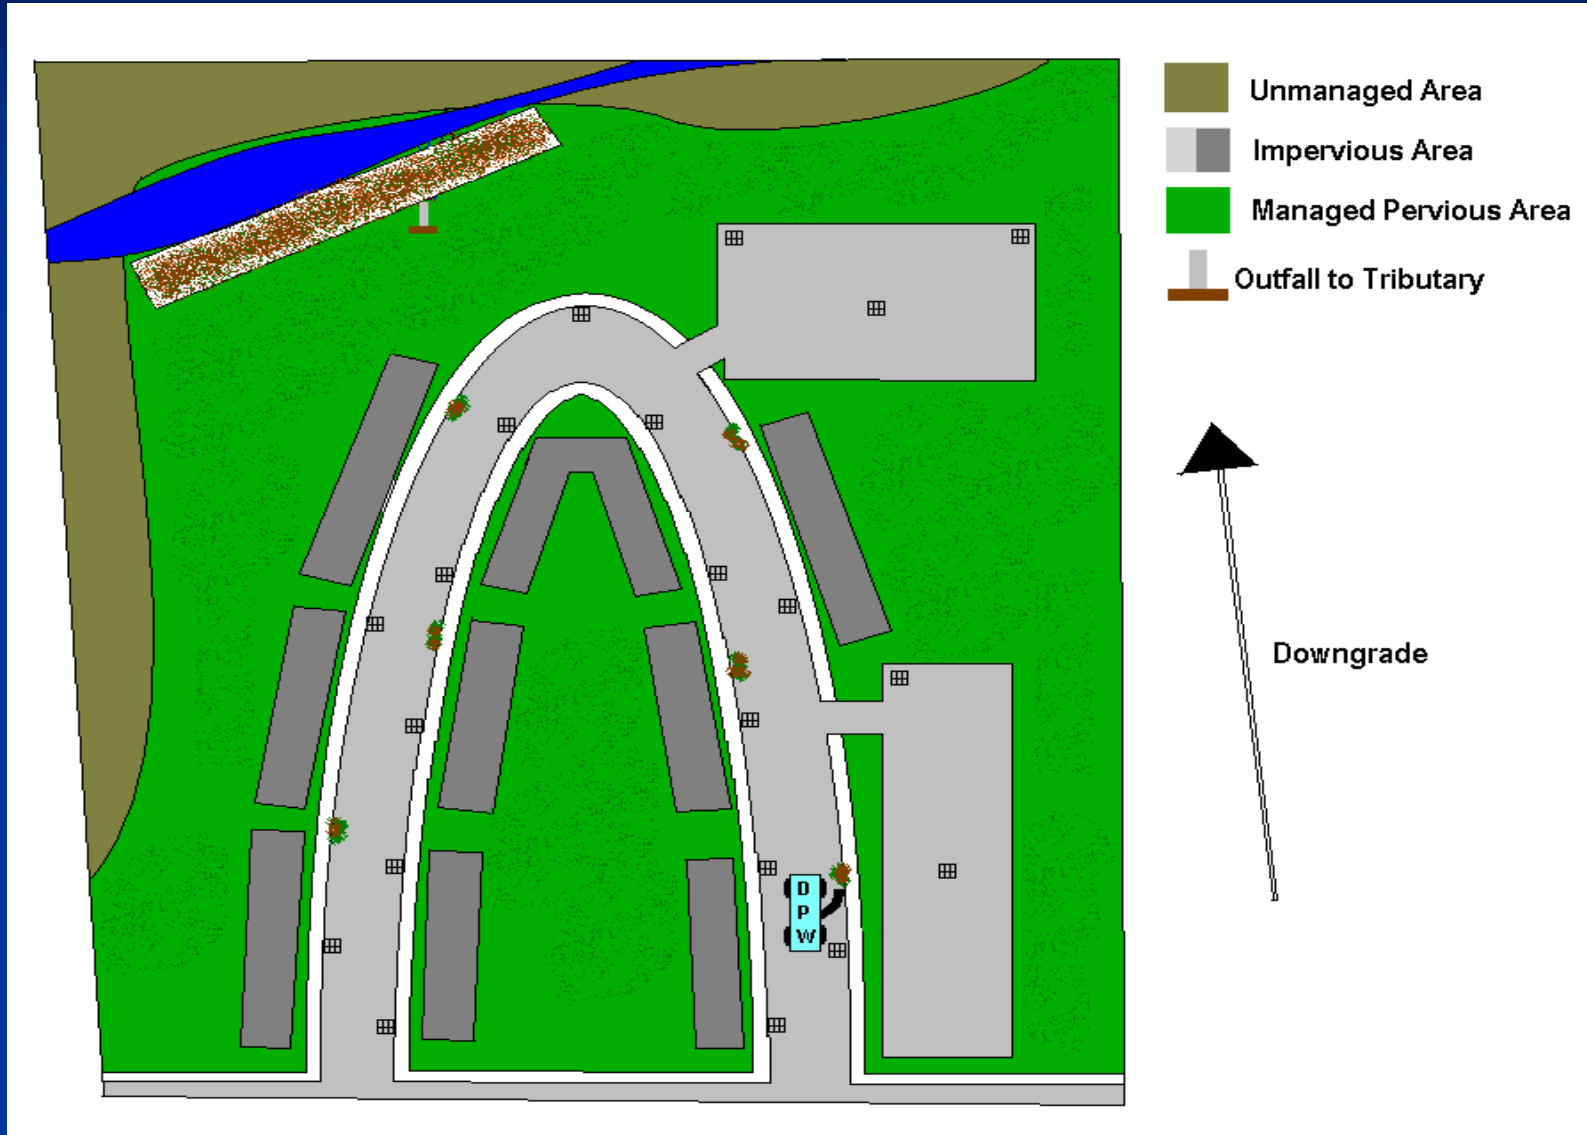 Unmanaged Area
Impervious Area
Managed Pervious Area
Outfall to Tributary
Downgrade
D
P
W